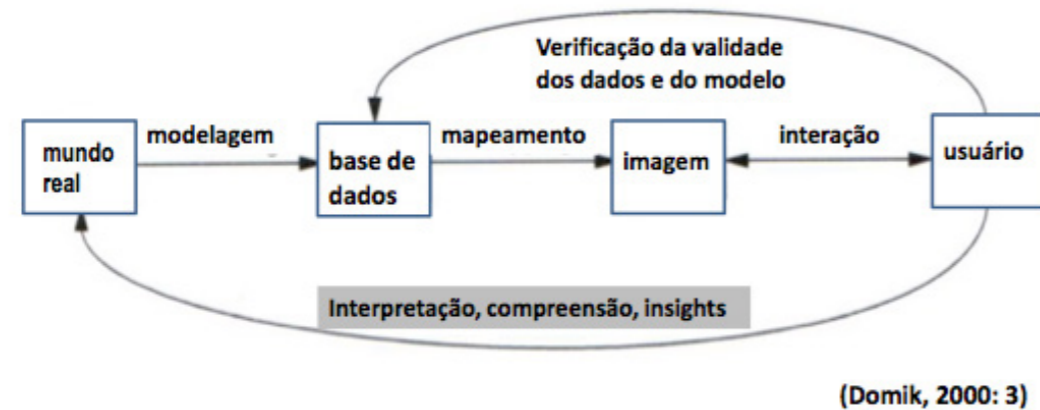 Verificação da validade
dos dados e do modelo
mundo
real
modelagem
base de
dados
mapeamento
imagem
interação
usuário
Interpretação, compreensão, insights
(Domik, 2000: 3)